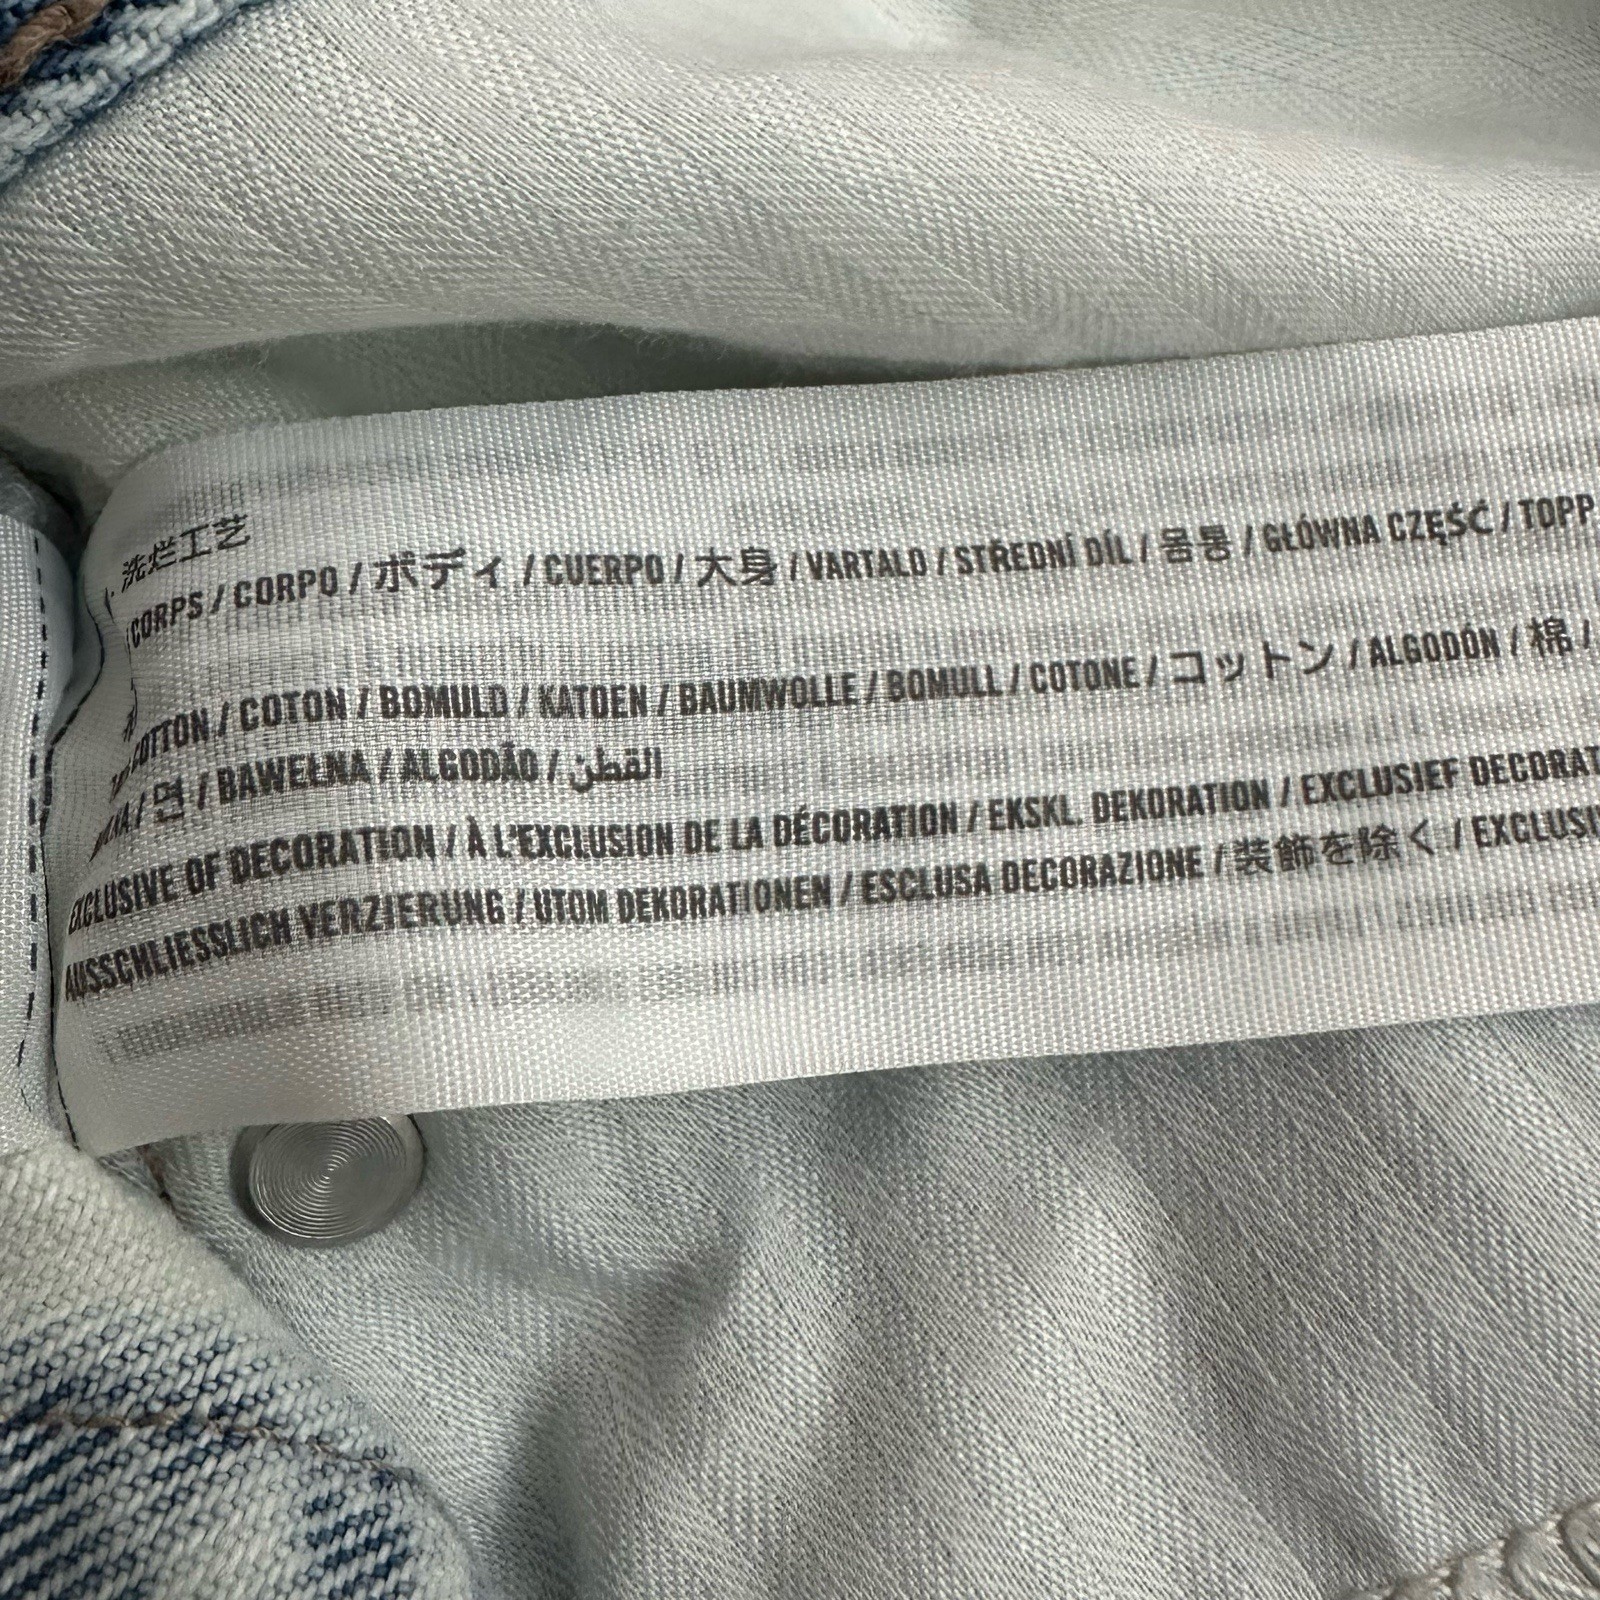 洗烂工艺
CORPS / CORPO / ボディ / CUERPO / 大身 / VARTALO / STŘEDNÍ DÍL / 몸통 / GŁÓWNA CZĘŚĆ / TOPP
COTTON / COTON / BOMULD / KATOEN / BAUMWOLLE / BOMULL / COTONE / コットン / ALGODÓN / 棉 /
/ 면 / BAWEŁNA / ALGODÃO / القطن
EXCLUSIVE OF DECORATION / À L'EXCLUSION DE LA DÉCORATION / EKSKL. DEKORATION / EXCLUSIEF DECORAT
AUSSCHLIESSLICH VERZIERUNG / UTOM DEKORATIONEN / ESCLUSA DECORAZIONE / 装飾を除く / EXCLUSI